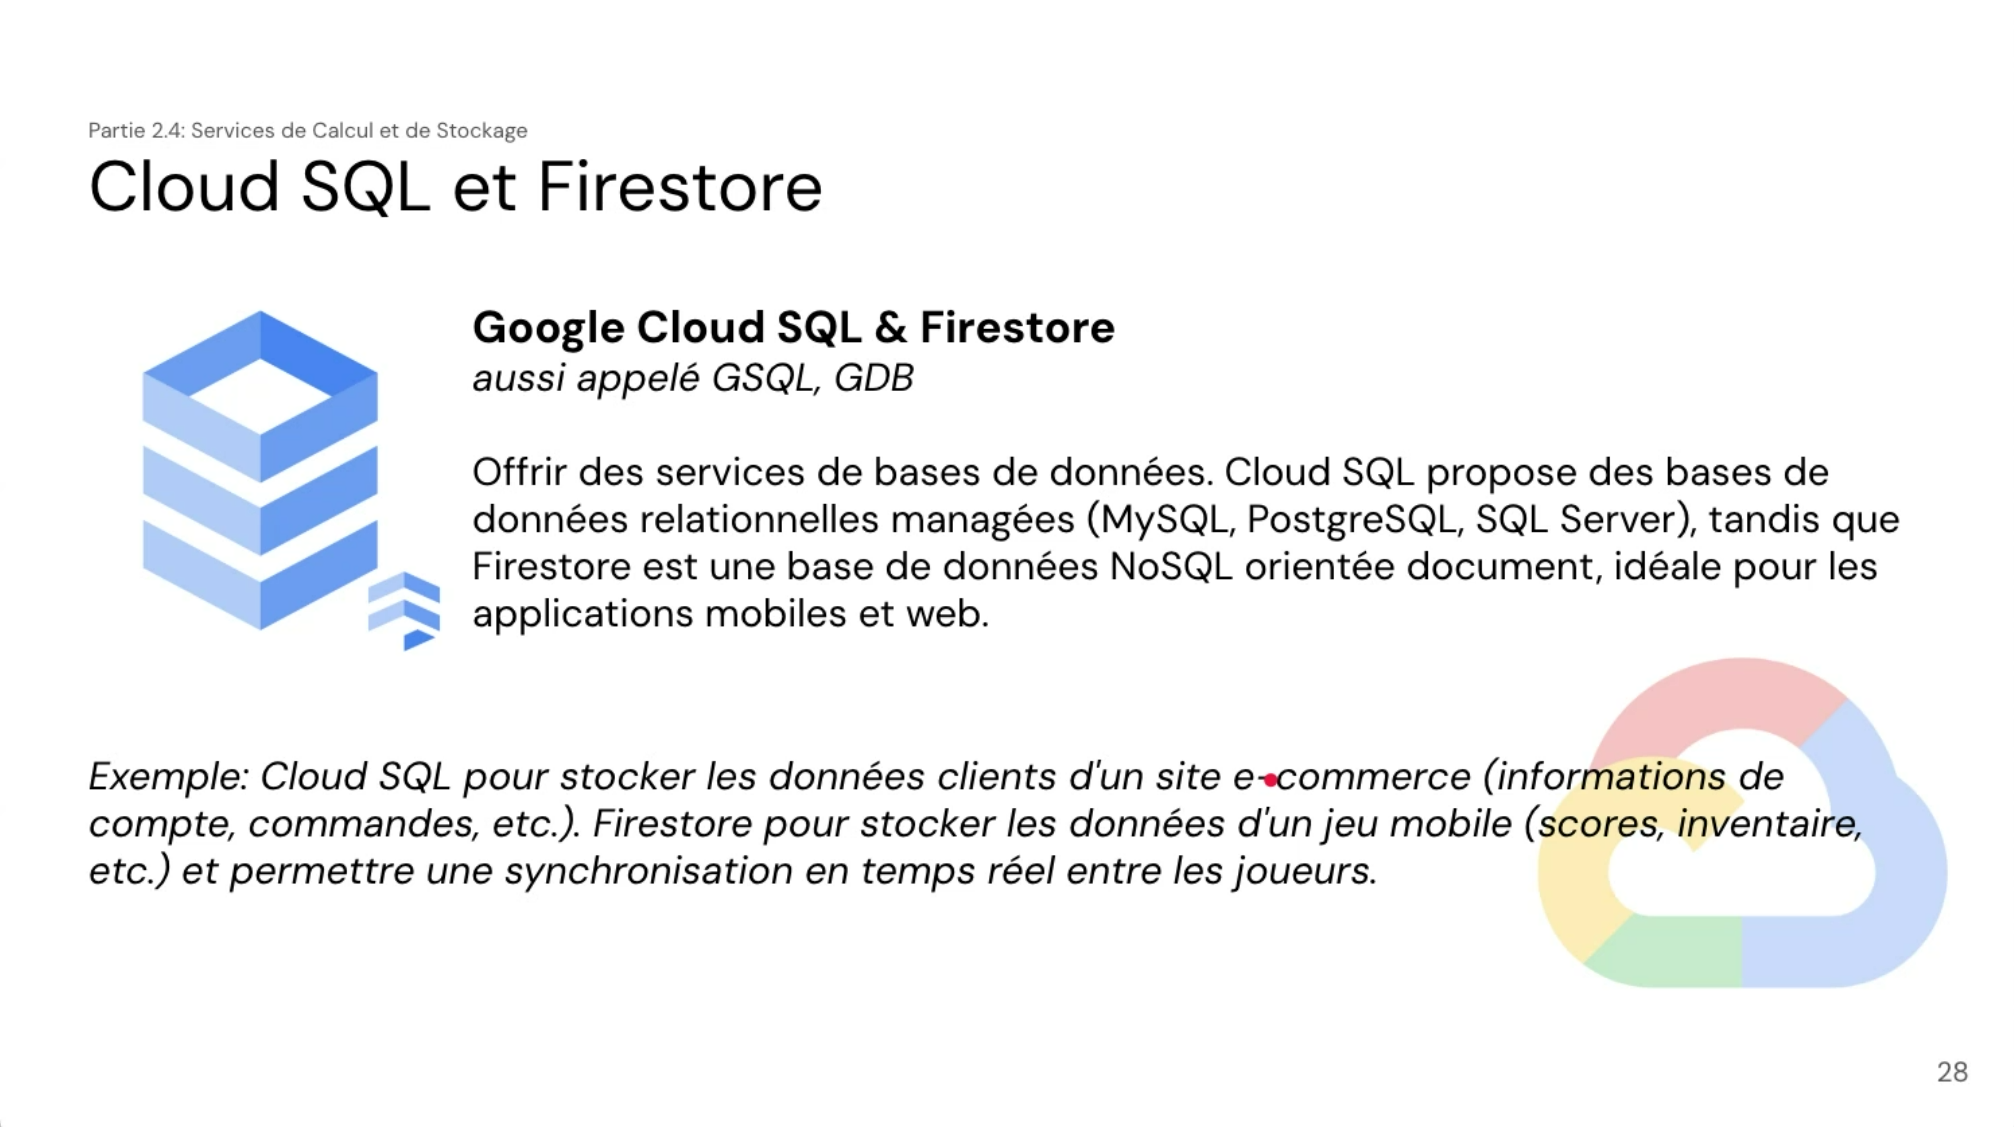 Partie 2.4: Services de Calcul et de Stockage
Cloud SQL et Firestore
Google Cloud SQL & Firestore
aussi appelé GSQL, GDB
Offrir des services de bases de données. Cloud SQL propose des bases de
données relationnelles managées (MySQL, PostgreSQL, SQL Server), tandis que
Firestore est une base de données NoSQL orientée document, idéale pour les
applications mobiles et web.
Exemple: Cloud SQL pour stocker les données clients d'un site e-commerce (informations de
compte, commandes, etc.). Firestore pour stocker les données d'un jeu mobile (scores, inventaire,
etc.) et permettre une synchronisation en temps réel entre les joueurs.
28